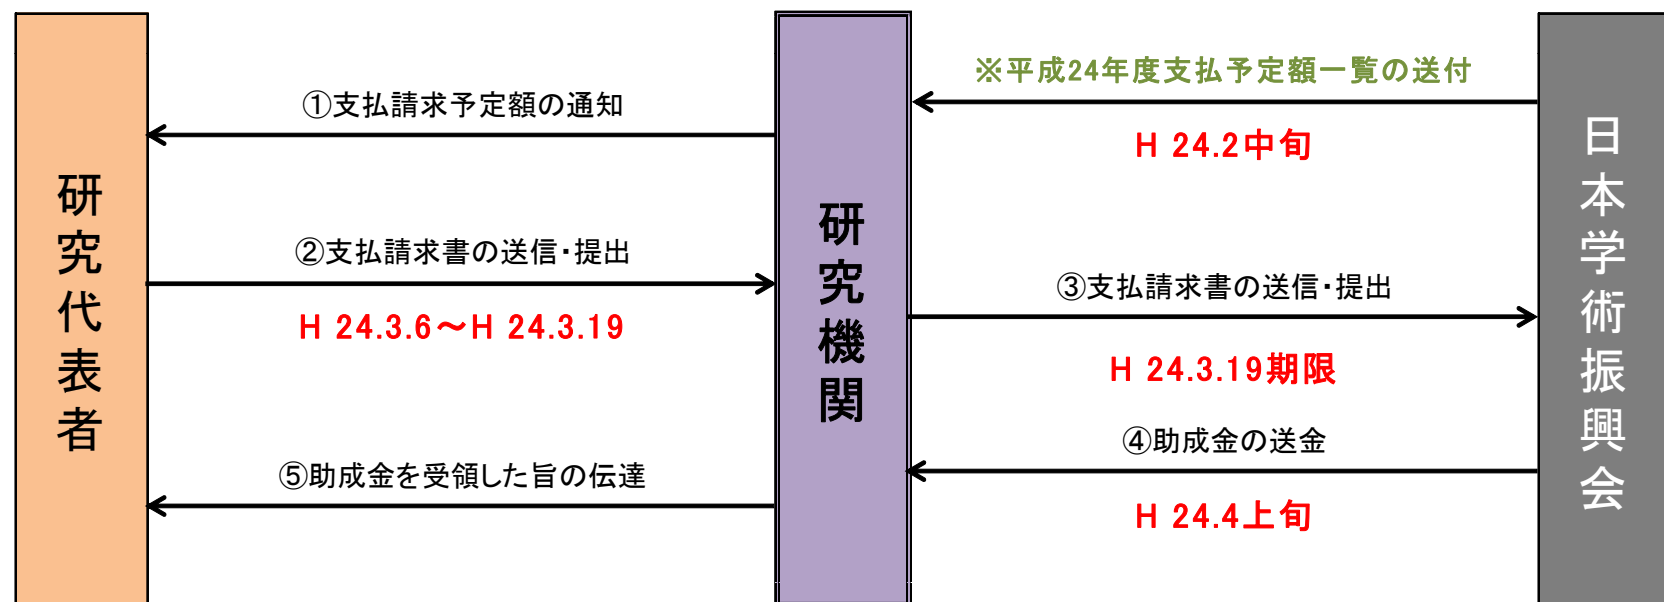 研究代表者
①支払請求予定額の通知
②支払請求書の送信・提出
H 24.3.6～H 24.3.19
⑤助成金を受領した旨の伝達
研究機関
※平成24年度支払予定額一覧の送付
H 24.2中旬
③支払請求書の送信・提出
H 24.3.19期限
④助成金の送金
H 24.4上旬
日本学術振興会